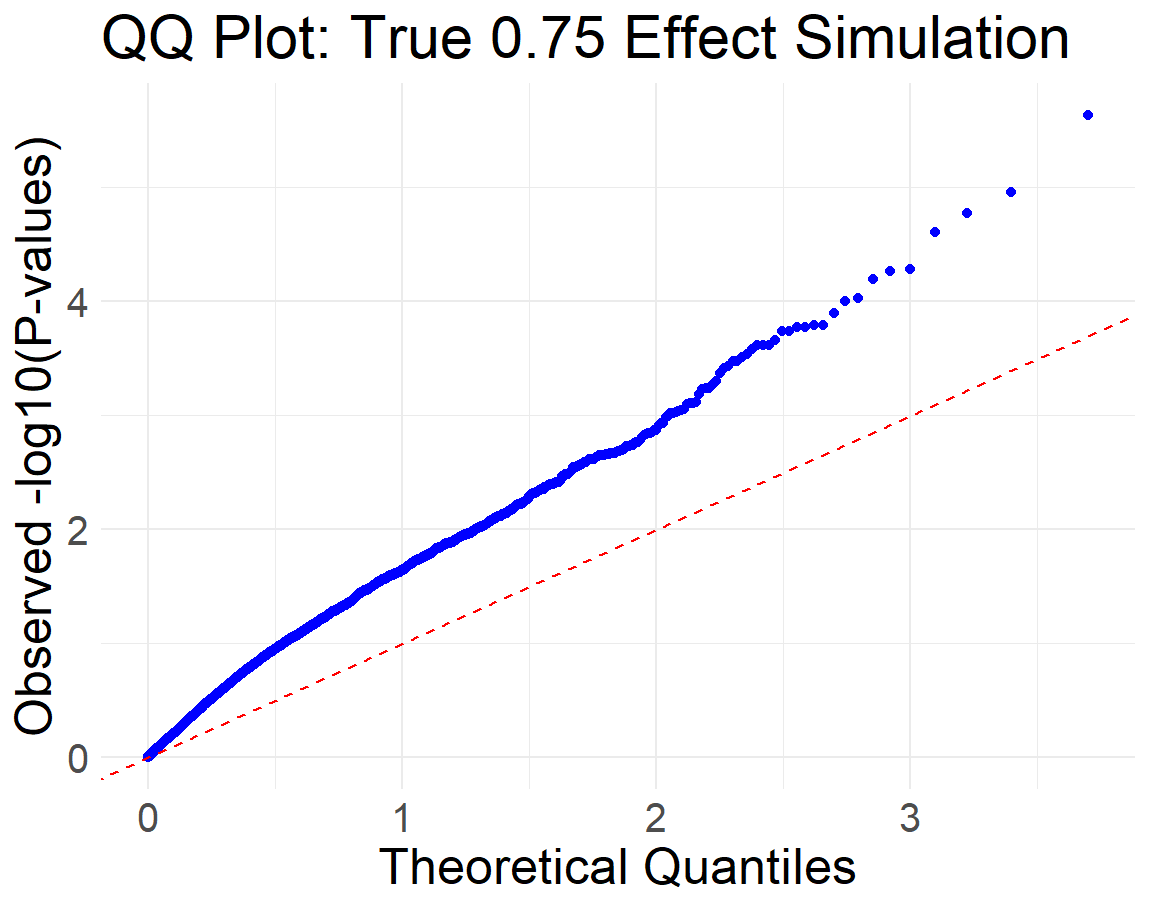 QQ Plot: True 0.75 Effect Simulation
Observed -log10(P-values)
4
2
0
0 1 2 3
Theoretical Quantiles